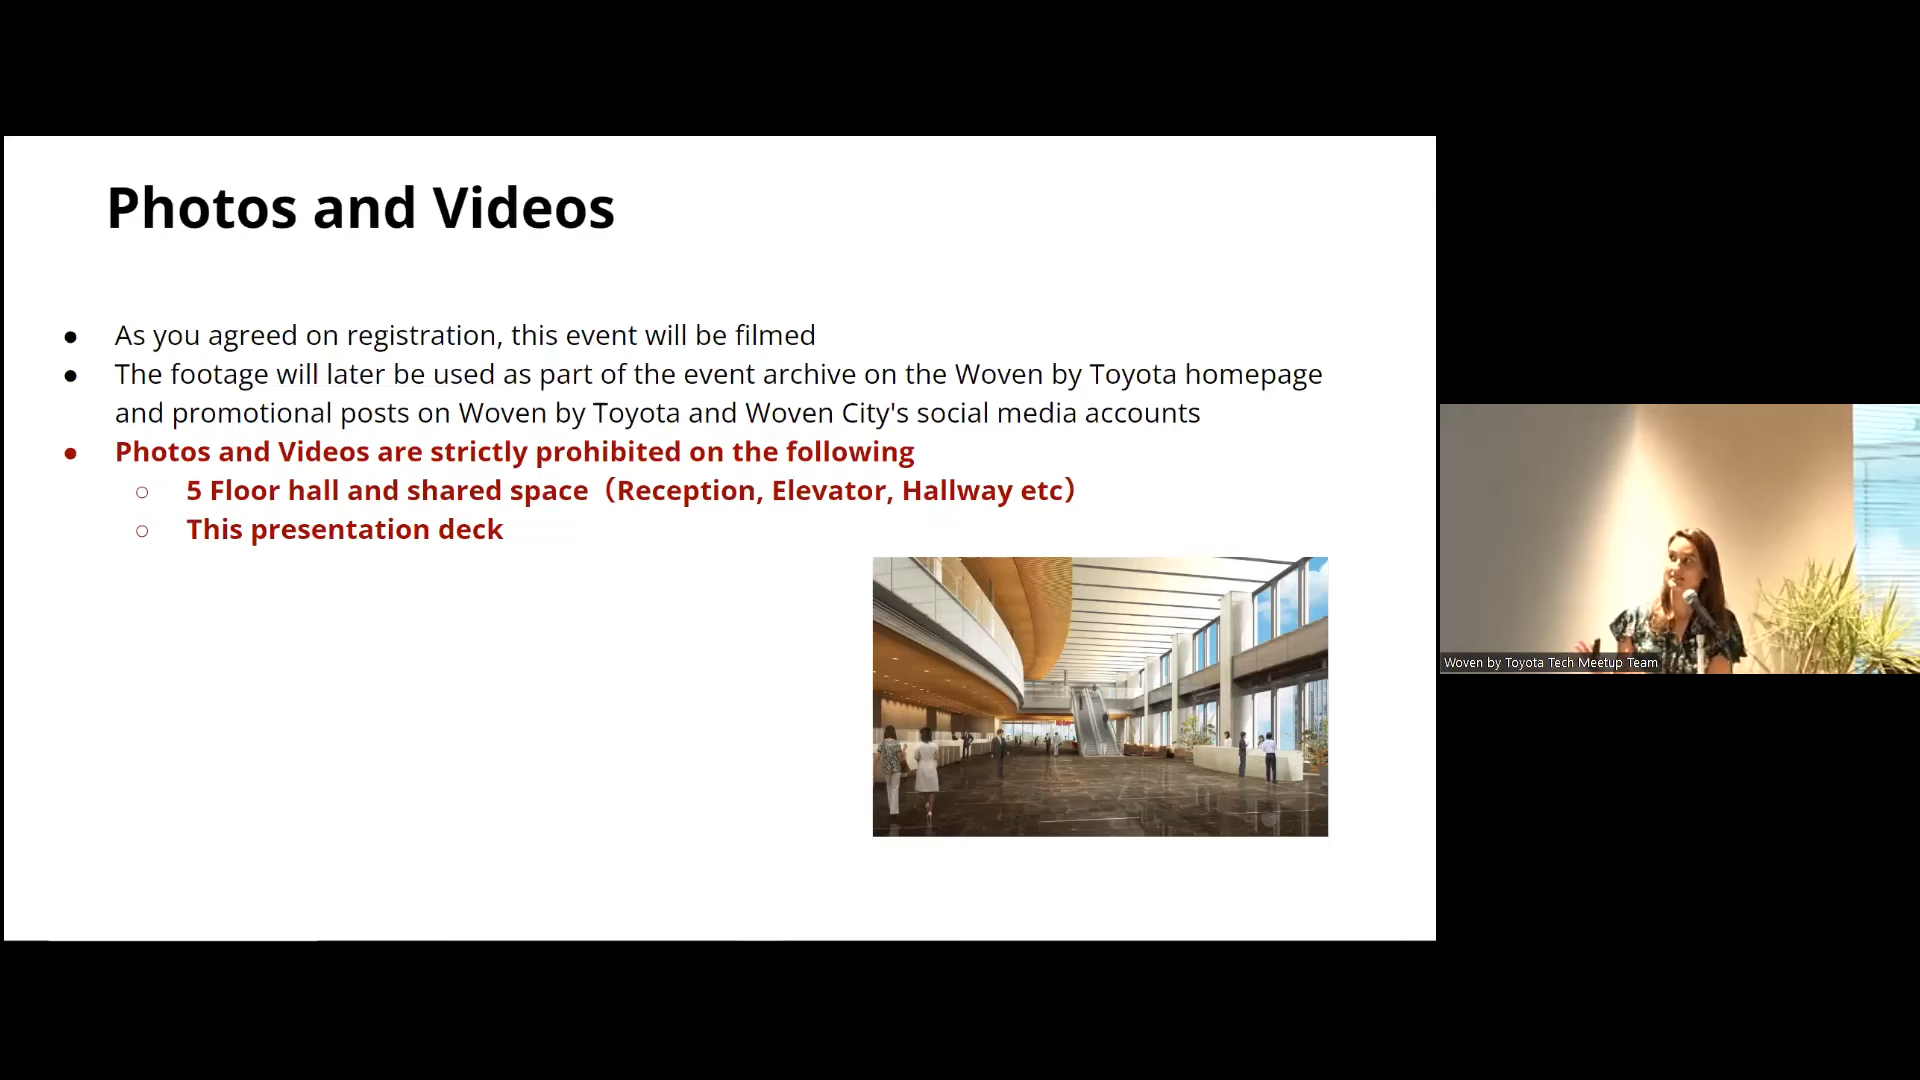 Photos and Videos
● As you agreed on registration, this event will be filmed
● The footage will later be used as part of the event archive on the Woven by Toyota homepage
and promotional posts on Woven by Toyota and Woven City's social media accounts
● Photos and Videos are strictly prohibited on the following
○ 5 Floor hall and shared space（Reception, Elevator, Hallway etc）
○ This presentation deck
Woven by Toyota Tech Meetup Team